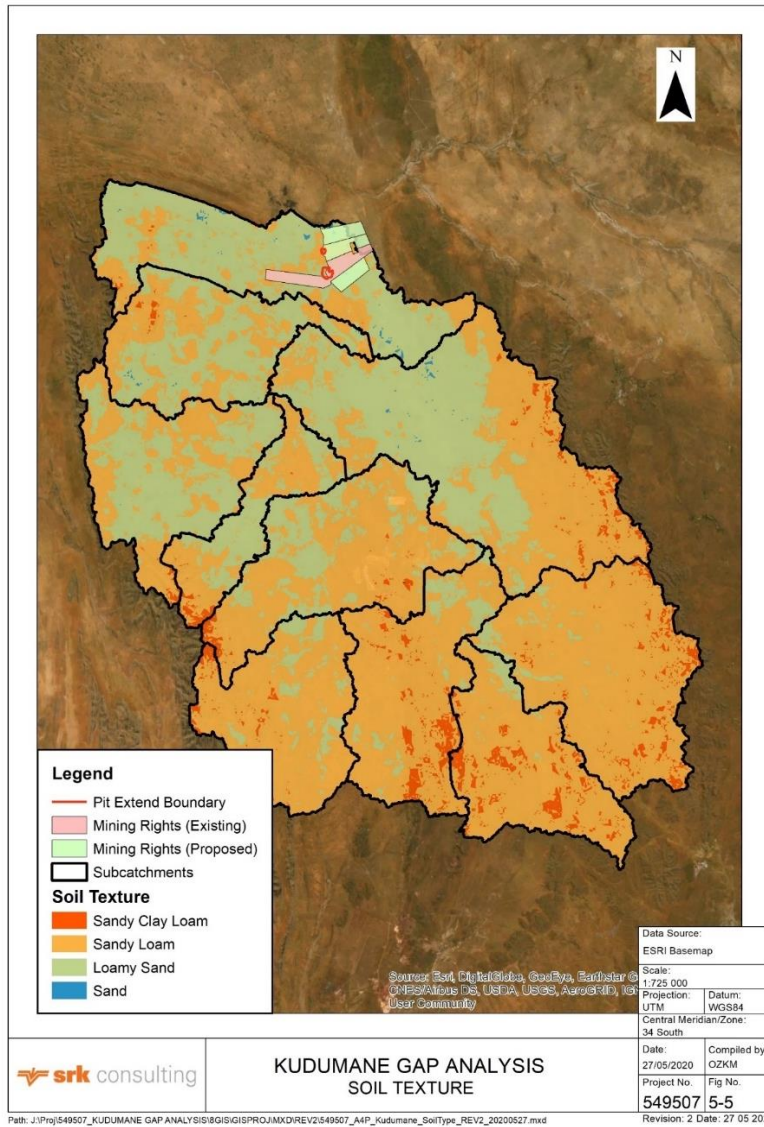 N
Legend
Pit Extend Boundary
Mining Rights (Existing)
Mining Rights (Proposed)
Subcatchments
Soil Texture
Sandy Clay Loam
Sandy Loam
Loamy Sand
Sand
Source: Esri, DigitalGlobe, GeoEye, Earthstar G
CNES/Airbus DS, USDA, USGS, AeroGRID, IGN
User Community
Data Source:
ESRI Basemap
Scale:
1:725 000
Projection: Datum:
UTM WGS84
Central Meridian/Zone:
34 South
srk consulting
KUDUMANE GAP ANALYSIS
SOIL TEXTURE
Date: Compiled by
27/05/2020 OZKM
Project No. Fig No.
549507 5-5
Path: J:\Proj\549507_KUDUMANE GAP ANALYSIS\8GIS\GISPROJ\MXD\REV2\549507_A4P_Kudumane_SoilType_REV2_20200527.mxd
Revision: 2 Date: 27 05 202